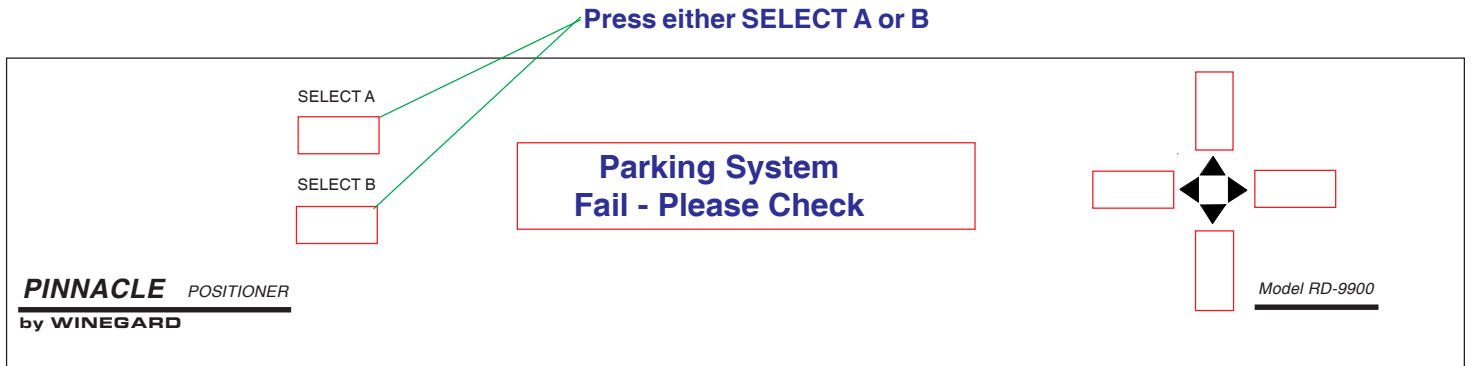 Press either SELECT A or B
SELECT A
SELECT B
Parking System
Fail - Please Check
PINNACLE POSITIONER
by WINEGARD
Model RD-9900